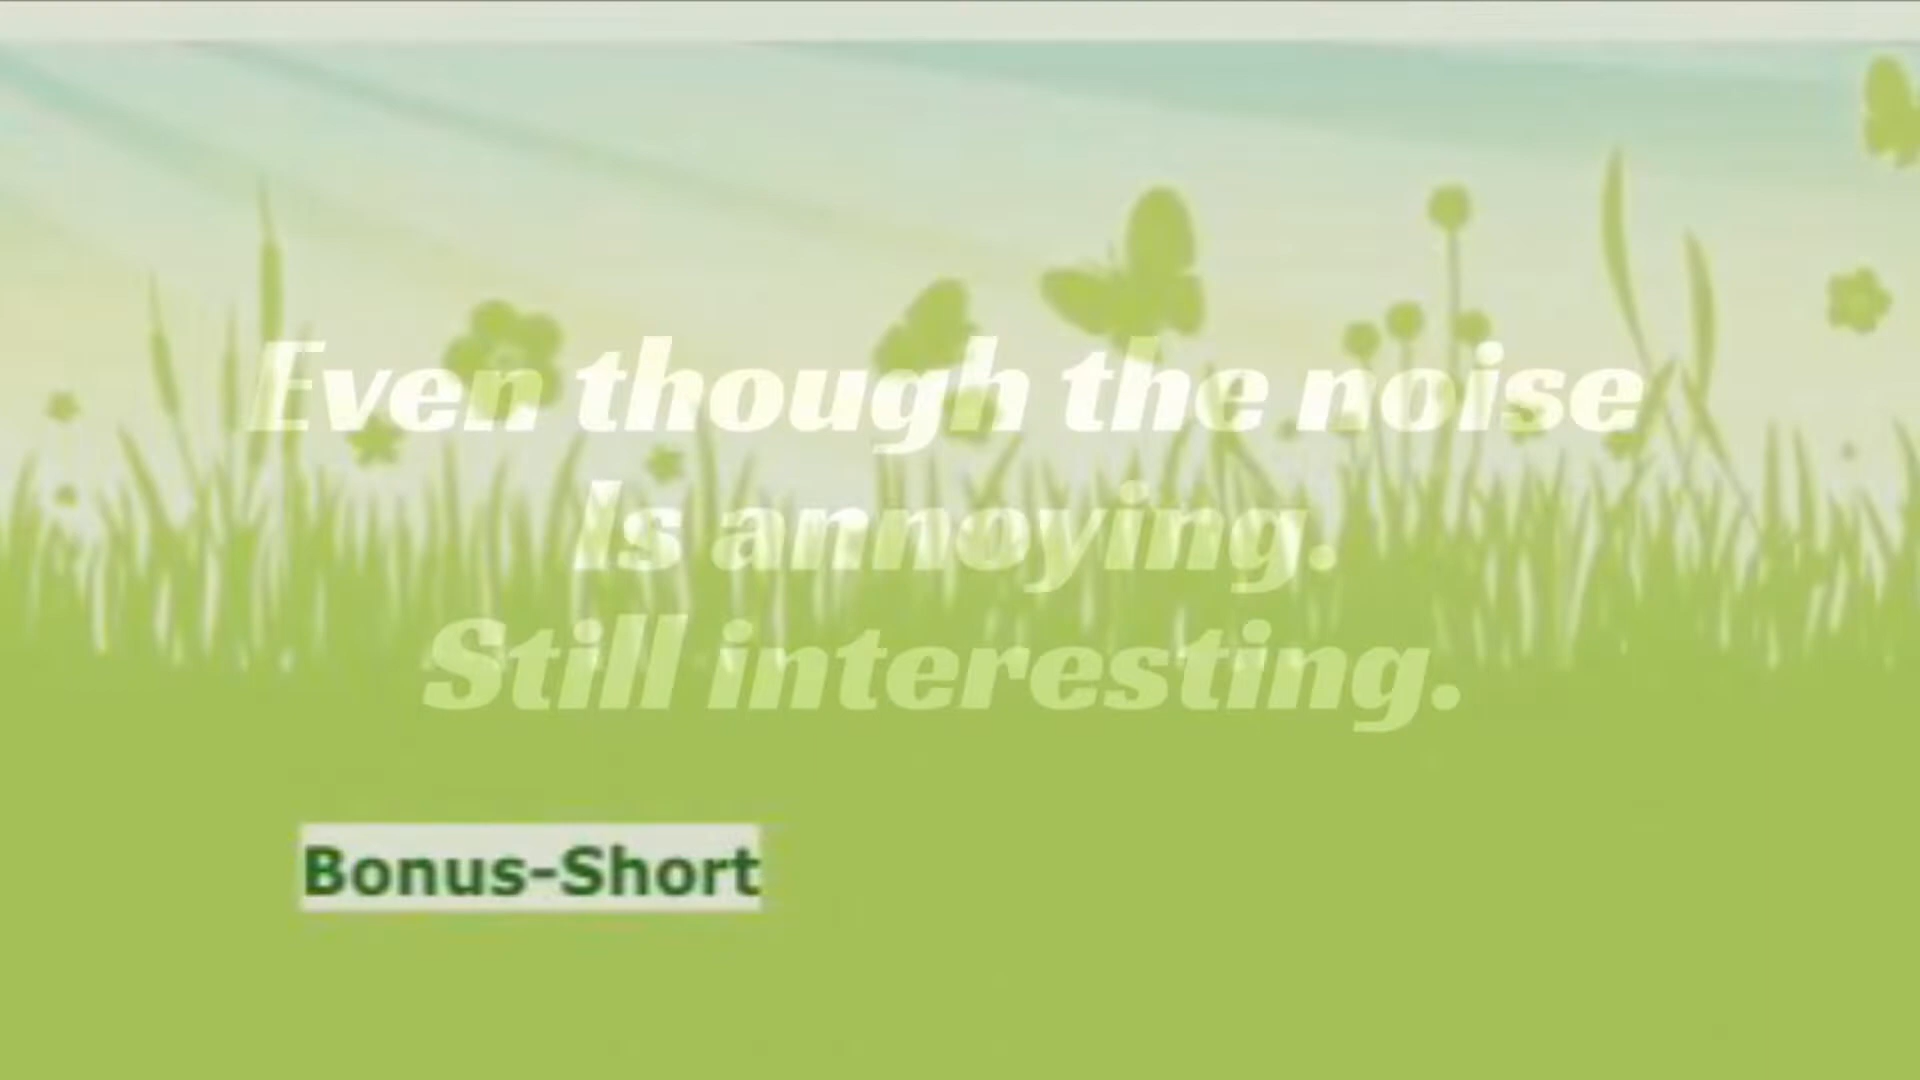 Even though the noise
Is annoying.
Still interesting.
Bonus-Short